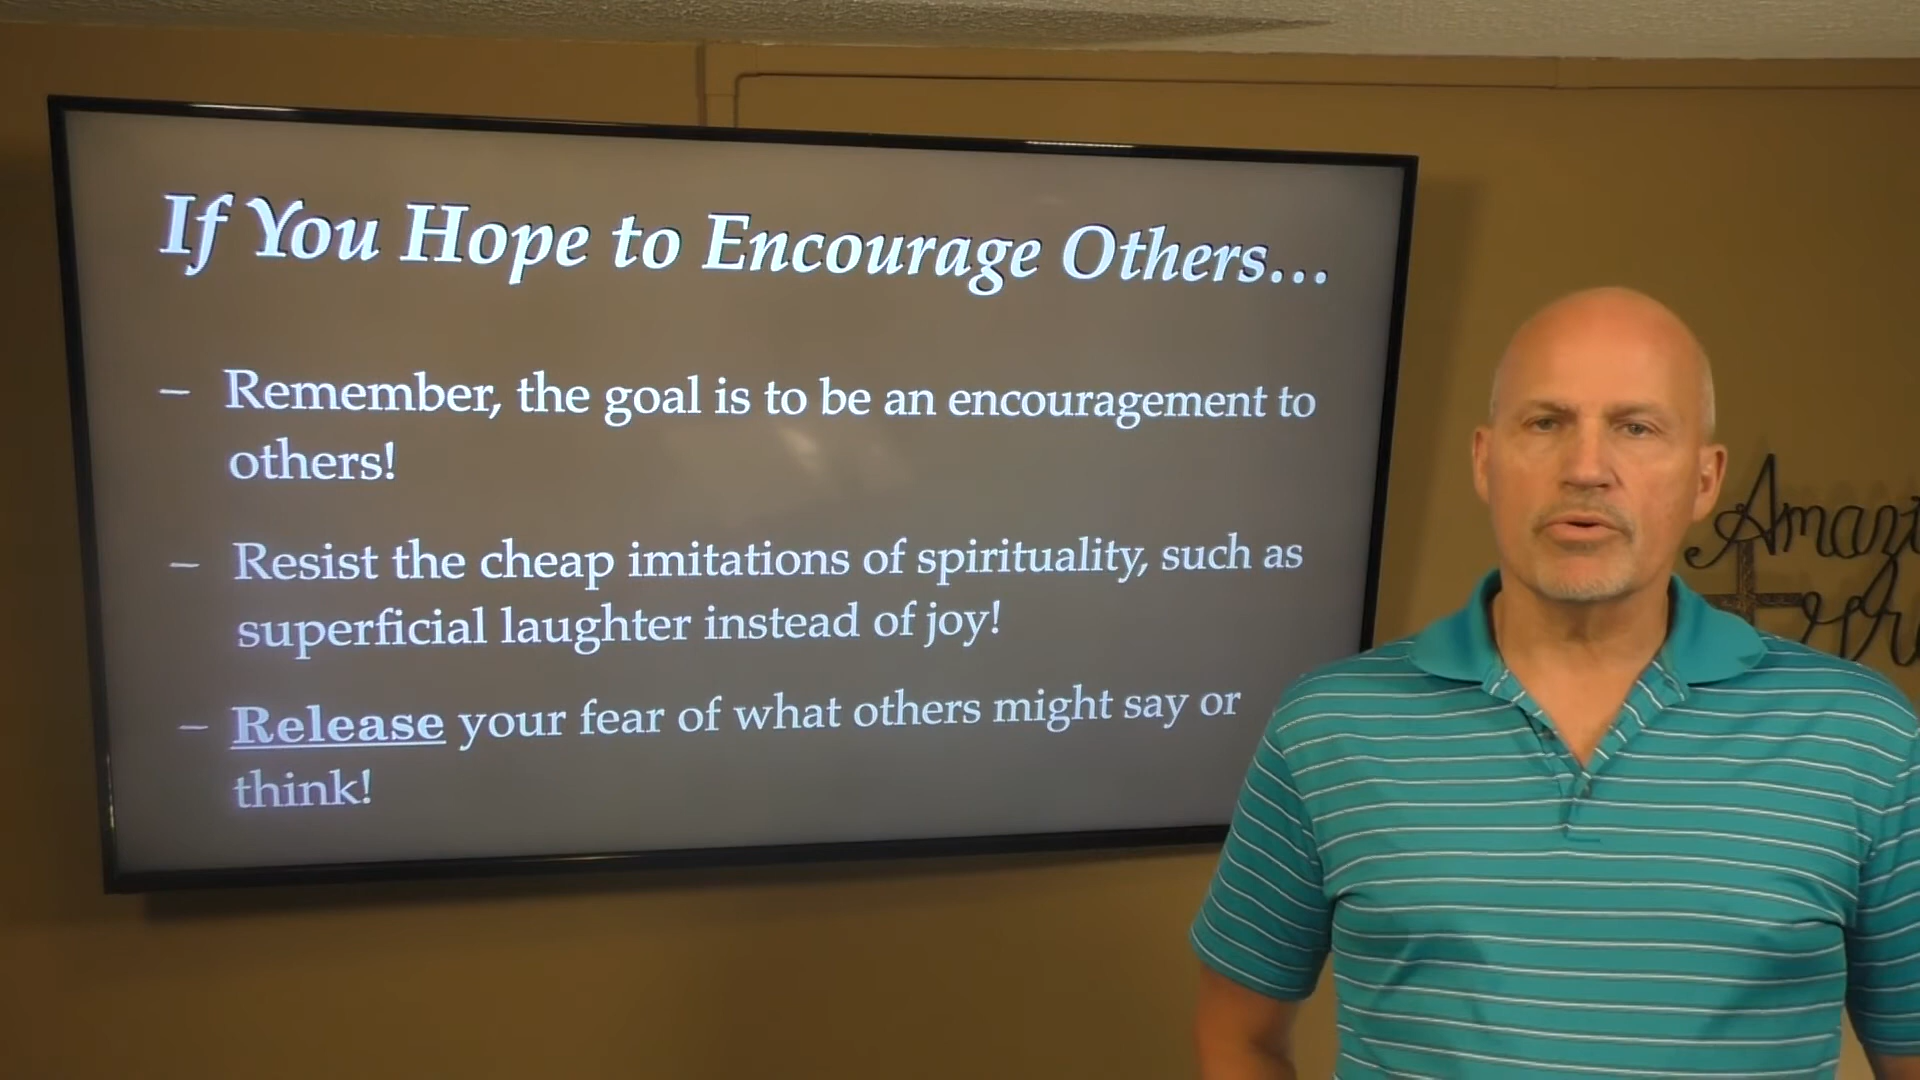 If You Hope to Encourage Others...
– Remember, the goal is to be an encouragement to
others!
– Resist the cheap imitations of spirituality, such as
superficial laughter instead of joy!
– Release your fear of what others might say or
think!